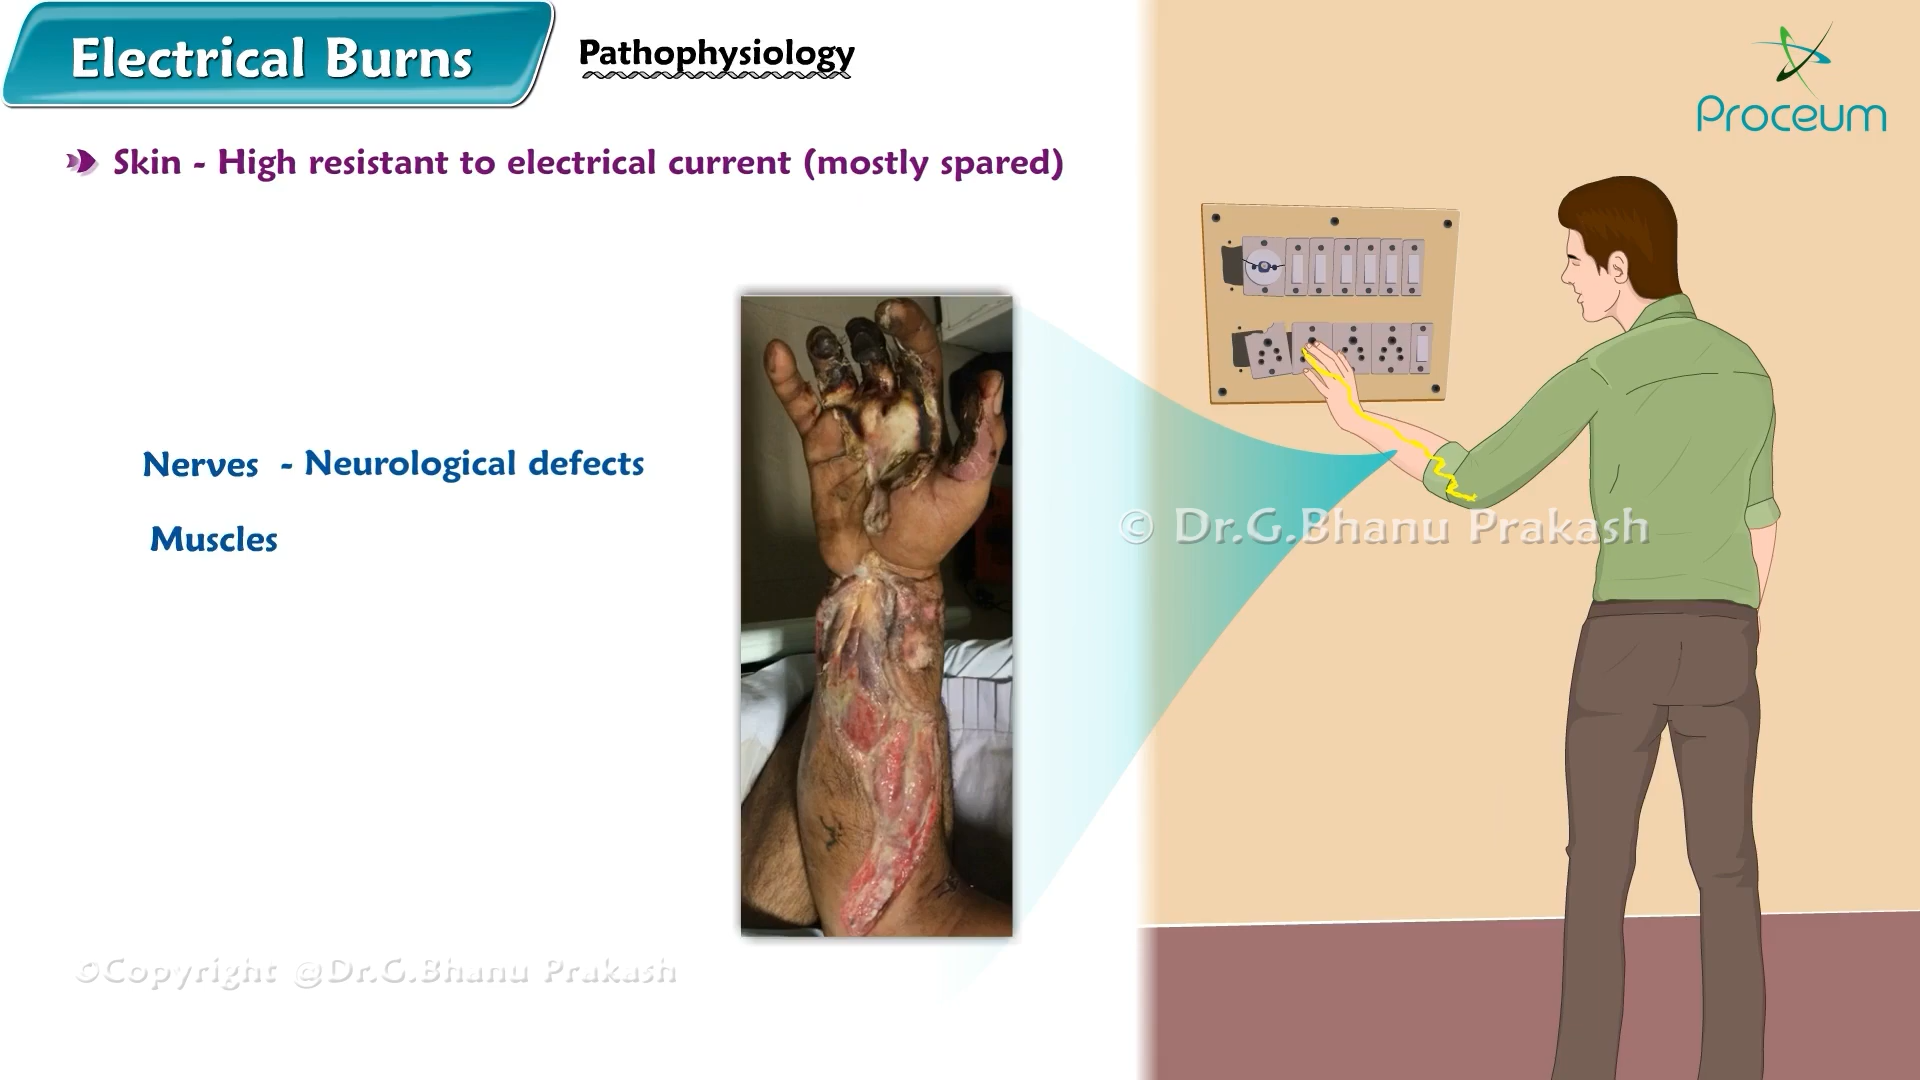 Electrical Burns
Pathophysiology
Proceum
Skin - High resistant to electrical current (mostly spared)
Nerves - Neurological defects
© Dr.G.Bhanu Prakash
Muscles
©Copyright @Dr.G.Bhanu Prakash